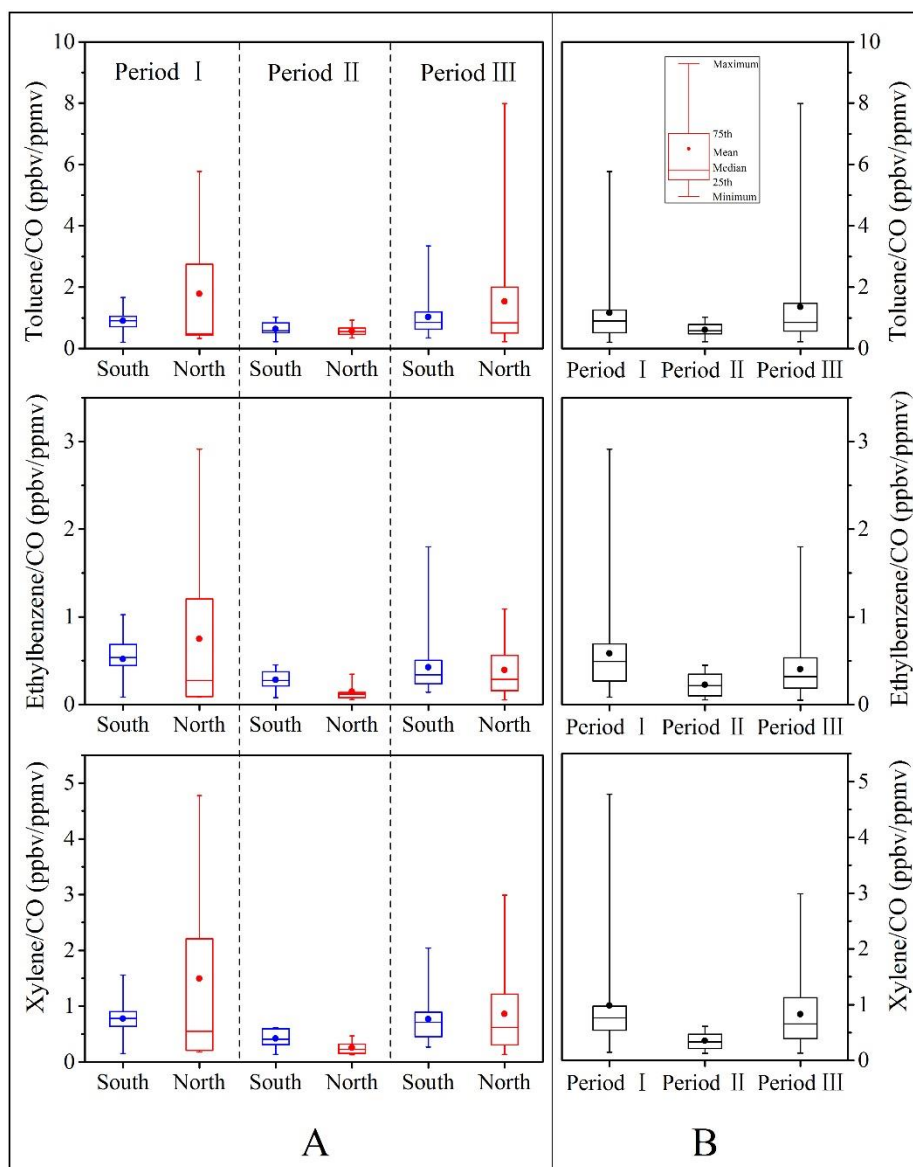 Period Ⅰ Period Ⅱ Period Ⅲ
Toluene/CO (ppbv/ppmv)
10
8
6
4
2
0
South North South North South North
Maximum
75th
Mean
Median
25th
Minimum
10
8
6
4
2
0
Toluene/CO (ppbv/ppmv)
Period Ⅰ Period Ⅱ Period Ⅲ
Ethylbenzene/CO (ppbv/ppmv)
3
2
1
0
South North South North South North
3
2
1
0
Ethylbenzene/CO (ppbv/ppmv)
Period Ⅰ Period Ⅱ Period Ⅲ
Xylene/CO (ppbv/ppmv)
5
4
3
2
1
0
South North South North South North
5
4
3
2
1
0
Xylene/CO (ppbv/ppmv)
Period Ⅰ Period Ⅱ Period Ⅲ
A
B